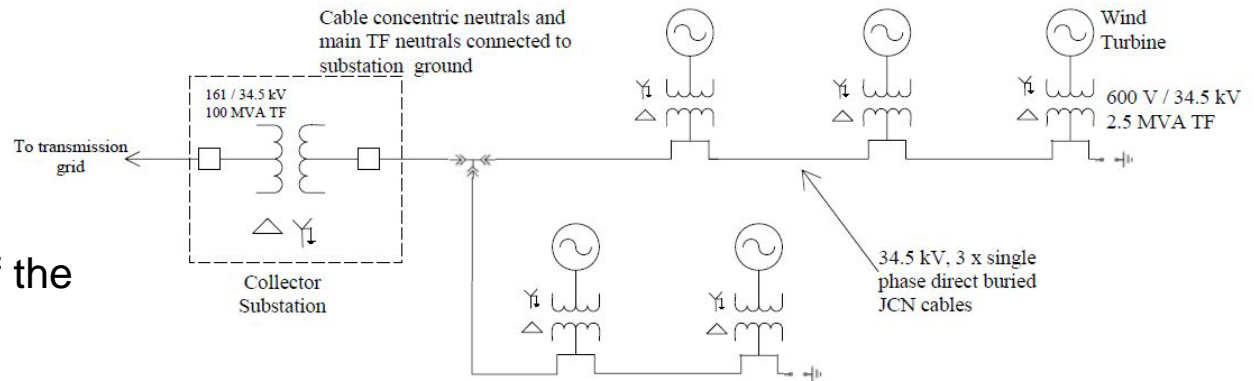 Cable concentric neutrals and
main TF neutrals connected to
substation ground
Wind
Turbine
161 / 34.5 kV
100 MVA TF
600 V / 34.5 kV
2.5 MVA TF
To transmission
grid
the
Collector
Substation
34.5 kV, 3 x single
phase direct buried
JCN cables